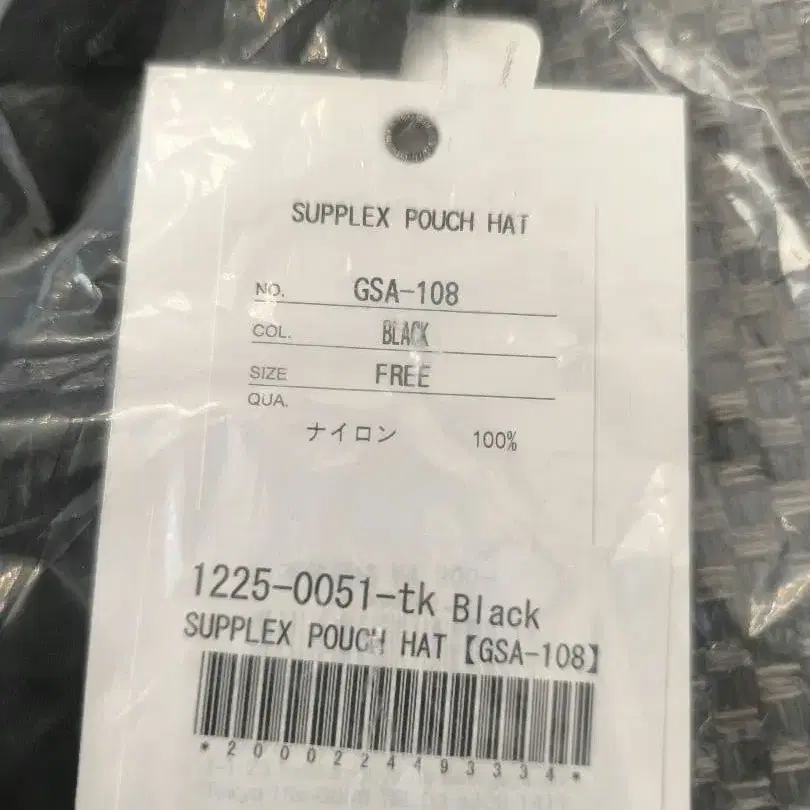 SUPPLEX POUCH HAT
NO. GSA-108
COL. BLACK
SIZE FREE
QUA.
ナイロン 100%
1225-0051-tk Black
SUPPLEX POUCH HAT【GSA-108】
*2000224493334*